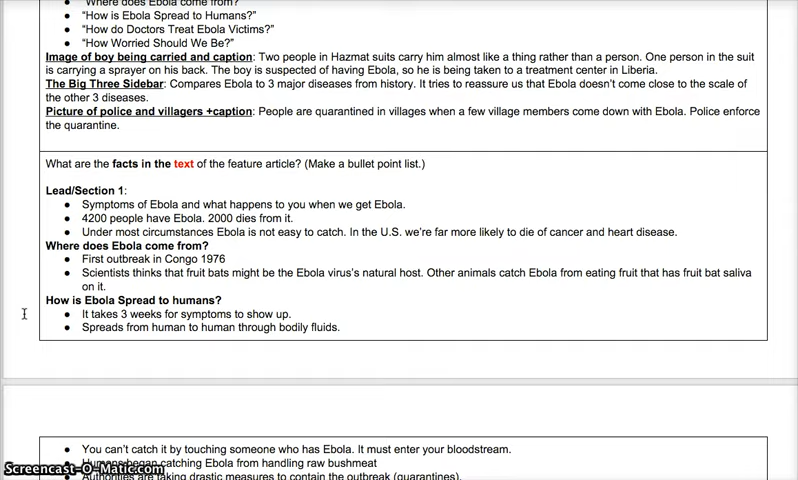 "Where does Ebola come from?"
● "How is Ebola Spread to Humans?"
● "How do Doctors Treat Ebola Victims?"
● "How Worried Should We Be?"
Image of boy being carried and caption: Two people in Hazmat suits carry him almost like a thing rather than a person. One person in the suit
is carrying a sprayer on his back. The boy is suspected of having Ebola, so he is being taken to a treatment center in Liberia.
The Big Three Sidebar: Compares Ebola to 3 major diseases from history. It tries to reassure us that Ebola doesn't come close to the scale of
the other 3 diseases.
Picture of police and villagers +caption: People are quarantined in villages when a few village members come down with Ebola. Police enforce
the quarantine.
What are the facts in the text of the feature article? (Make a bullet point list.)
Lead/Section 1:
● Symptoms of Ebola and what happens to you when we get Ebola.
● 4200 people have Ebola. 2000 dies from it.
● Under most circumstances Ebola is not easy to catch. In the U.S. we're far more likely to die of cancer and heart disease.
Where does Ebola come from?
● First outbreak in Congo 1976
● Scientists thinks that fruit bats might be the Ebola virus's natural host. Other animals catch Ebola from eating fruit that has fruit bat saliva
on it.
How is Ebola Spread to humans?
● It takes 3 weeks for symptoms to show up.
● Spreads from human to human through bodily fluids.
● You can't catch it by touching someone who has Ebola. It must enter your bloodstream.
● Humans began catching Ebola from handling raw bushmeat
● Authorities are taking drastic measures to contain the outbreak (quarantines).
Screencast-O-Matic.com